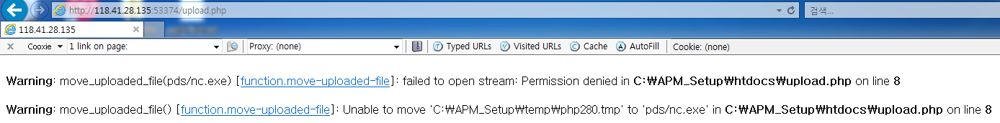 http://118.41.28.135:53374/upload.php 검색...
118.41.28.135
x Cooxie 1 link on page: Proxy: (none) Typed URLs Visited URLs Cache AutoFill Cookie: (none)
Warning: move_uploaded_file(pds/nc.exe) [function.move-uploaded-file]: failed to open stream: Permission denied in C:₩APM_Setup₩htdocs₩upload.php on line 8
Warning: move_uploaded_file() [function.move-uploaded-file]: Unable to move 'C:₩APM_Setup₩temp₩php280.tmp' to 'pds/nc.exe' in C:₩APM_Setup₩htdocs₩upload.php on line 8